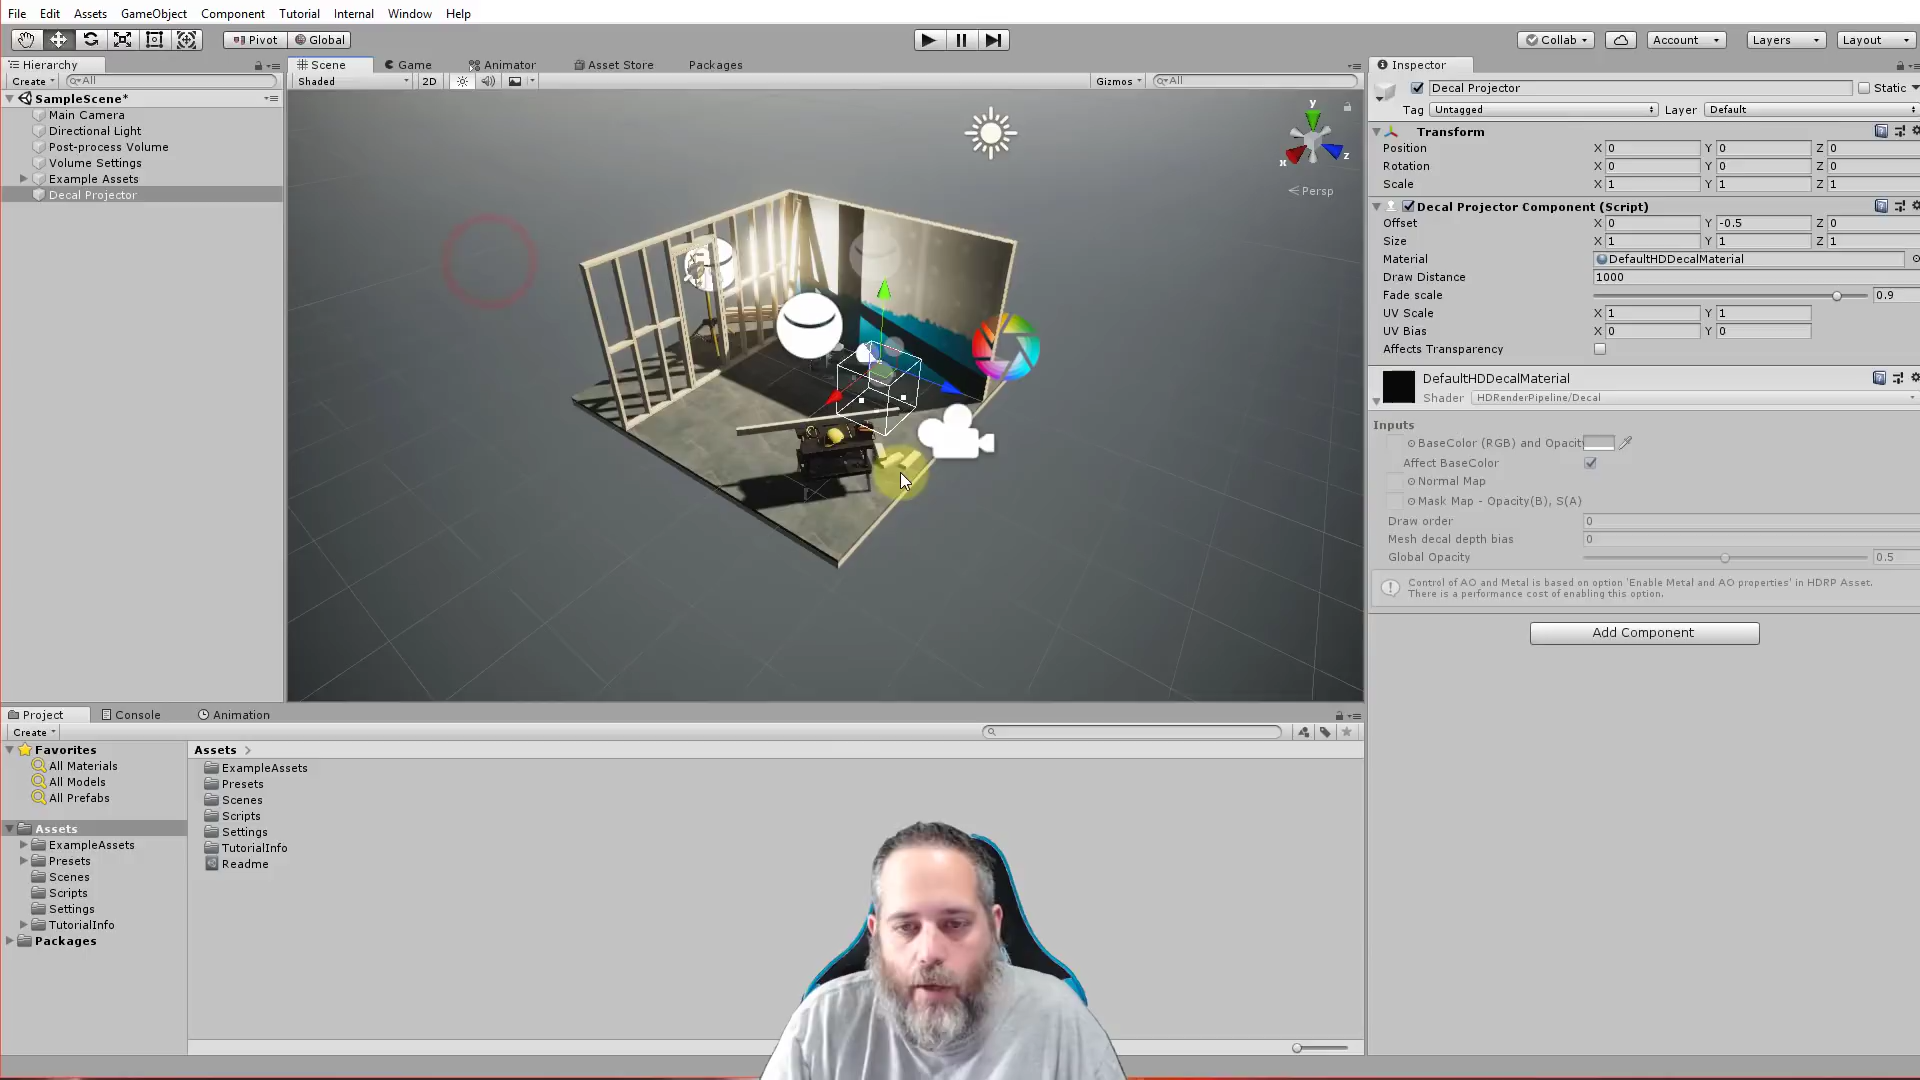 File Edit Assets GameObject Component Tutorial Internal Window Help
Pivot Global Collab Account Layers Layout
Hierarchy
Create All
SampleScene*
Main Camera
Directional Light
Post-process Volume
Volume Settings
Example Assets
Decal Projector
Scene Game Animator Asset Store Packages
Shaded 2D Gizmos All
y
x z
Persp
Inspector
Decal Projector Static
Tag Untagged Layer Default
Transform
Position X 0 Y 0 Z 0
Rotation X 0 Y 0 Z 0
Scale X 1 Y 1 Z 1
Decal Projector Component (Script)
Offset X 0 Y -0.5 Z 0
Size X 1 Y 1 Z 1
Material DefaultHDDecalMaterial
Draw Distance 1000
Fade scale 0.9
UV Scale X 1 Y 1
UV Bias X 0 Y 0
Affects Transparency
DefaultHDDecalMaterial
Shader HDRenderPipeline/Decal
Inputs
BaseColor (RGB) and Opacit
Affect BaseColor
Normal Map
Mask Map - Opacity(B), S(A)
Draw order 0
Mesh decal depth bias 0
Global Opacity 0.5
Control of AO and Metal is based on option 'Enable Metal and AO properties' in HDRP Asset.
There is a performance cost of enabling this option.
Add Component
Project Console Animation
Create
Favorites
All Materials
All Models
All Prefabs
Assets
ExampleAssets
Presets
Scenes
Scripts
Settings
TutorialInfo
Packages
Assets
ExampleAssets
Presets
Scenes
Scripts
Settings
TutorialInfo
Readme